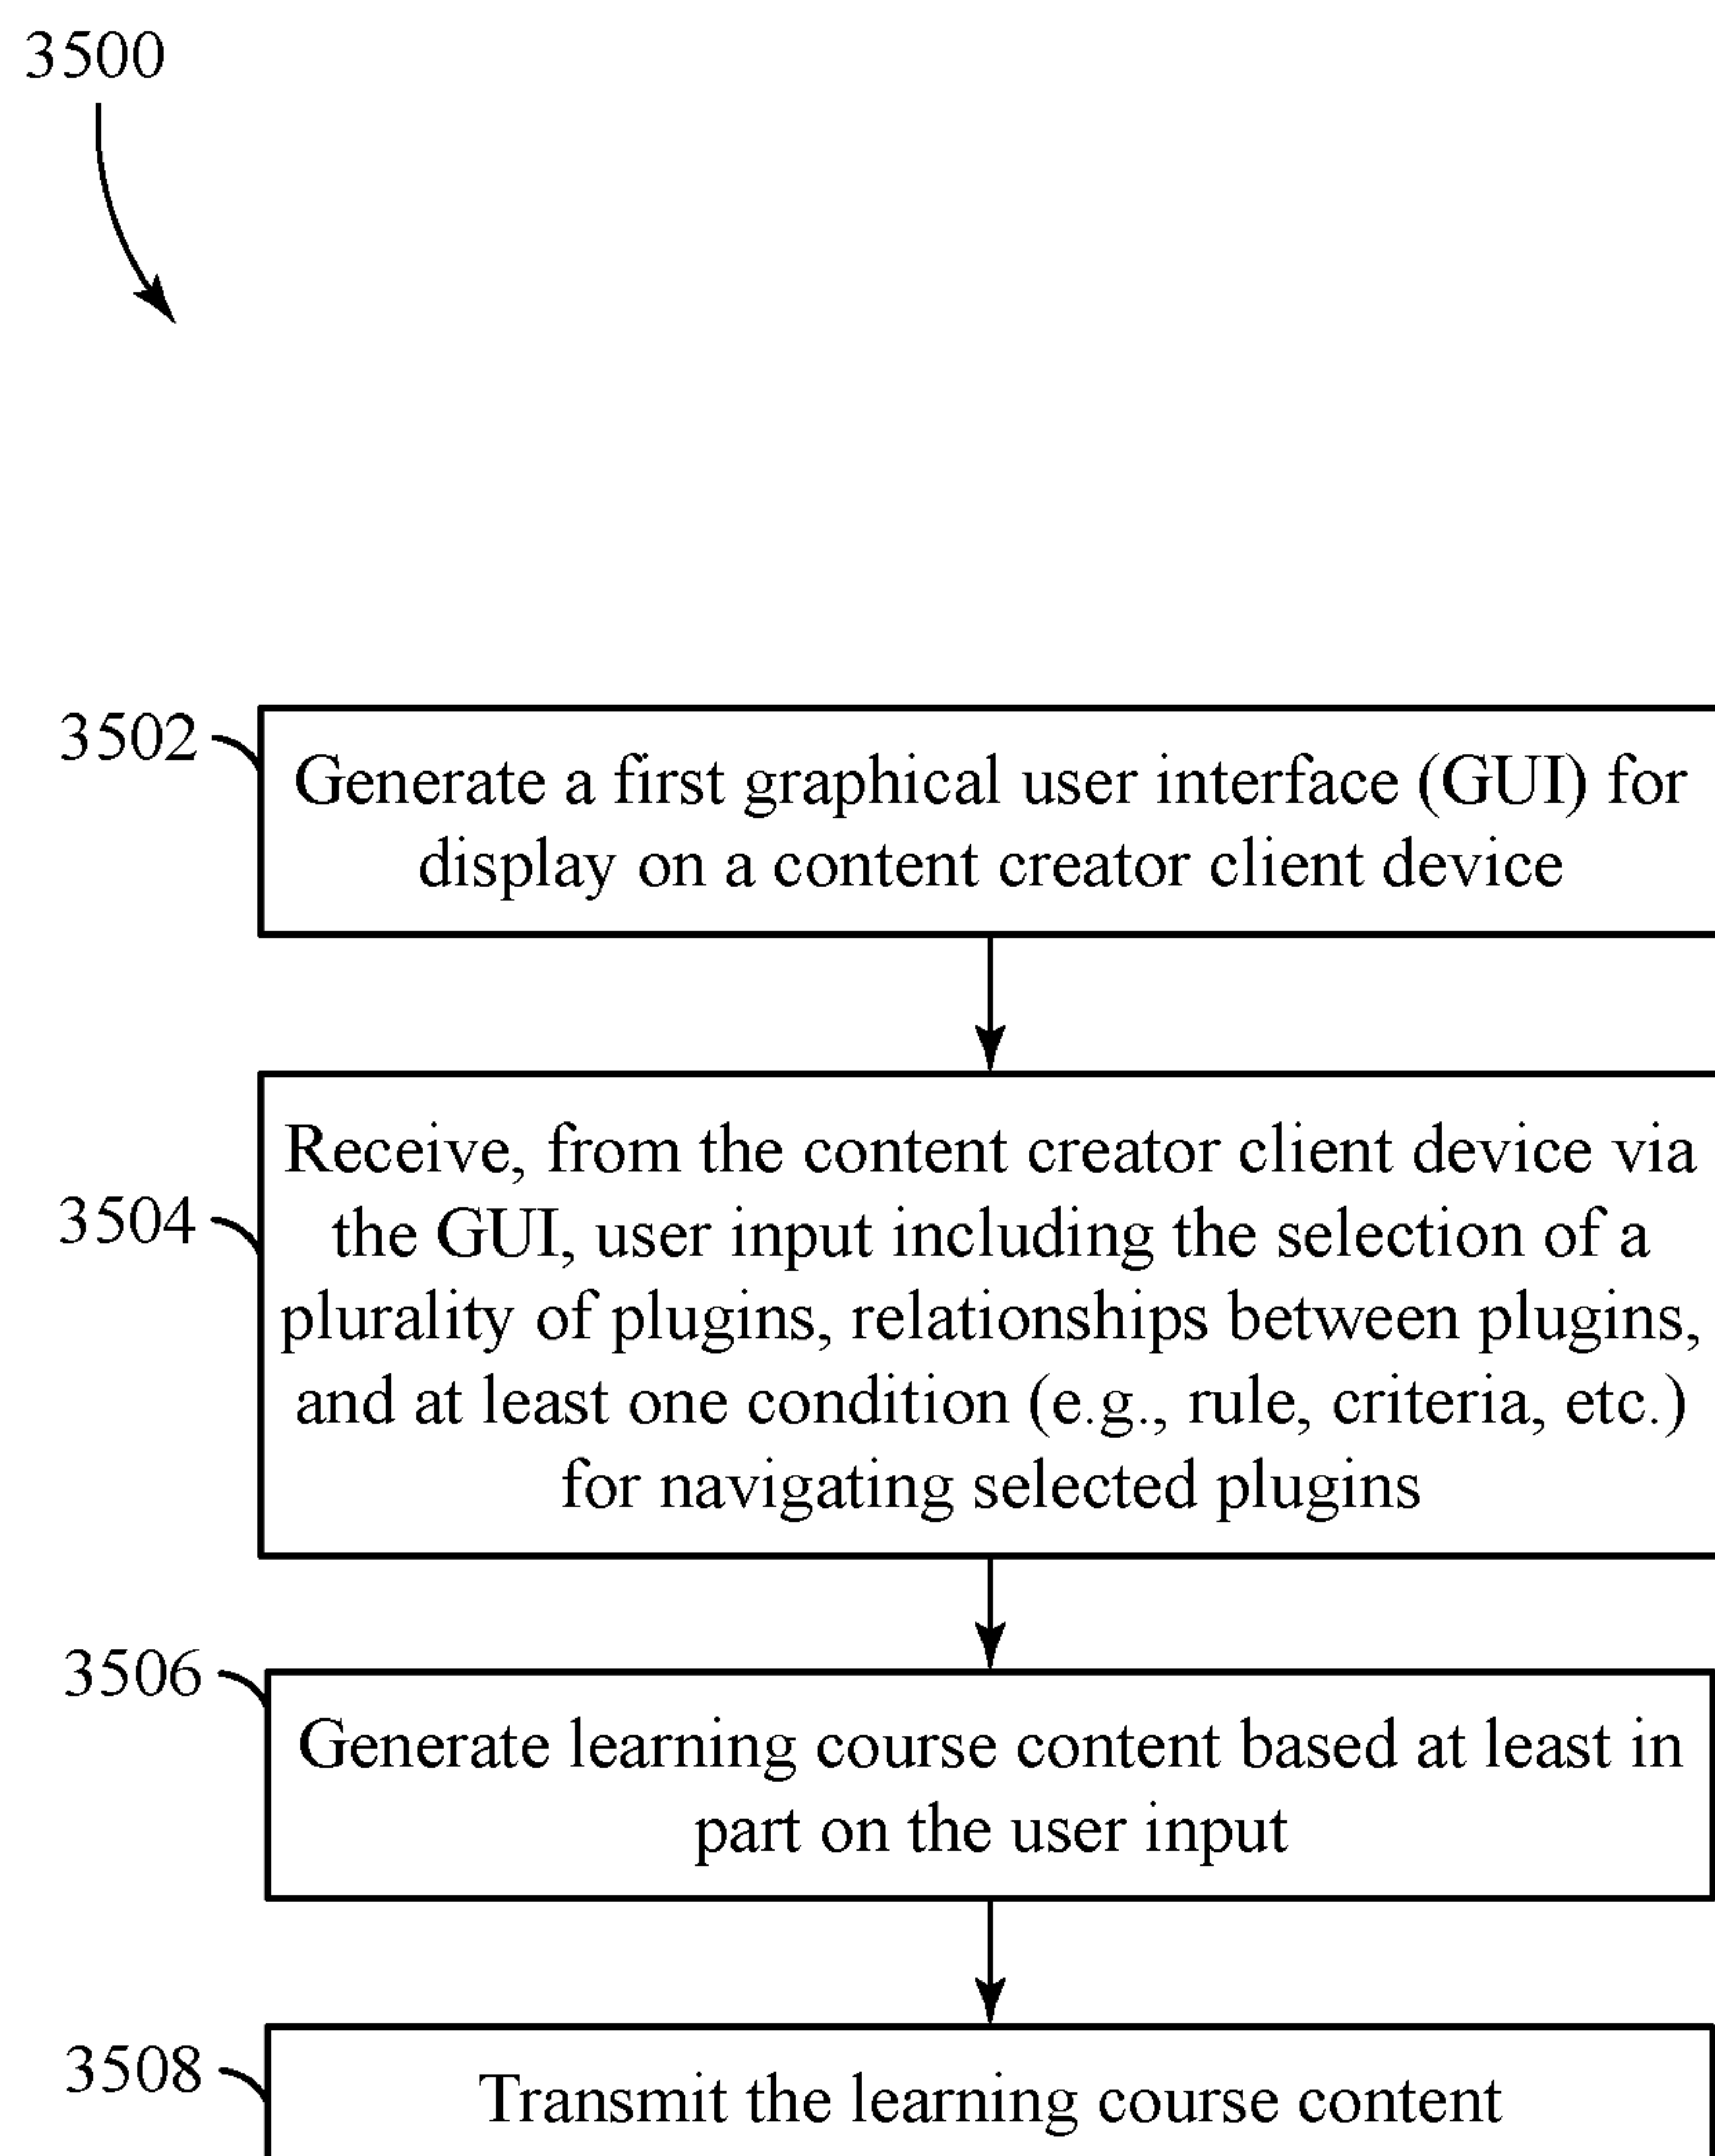 3500
3502
Generate a first graphical user interface (GUI) for
display on a content creator client device
3504
Receive, from the content creator client device via
the GUI, user input including the selection of a
plurality of plugins, relationships between plugins,
and at least one condition (e.g., rule, criteria, etc.)
for navigating selected plugins
3506
Generate learning course content based at least in
part on the user input
3508
Transmit the learning course content